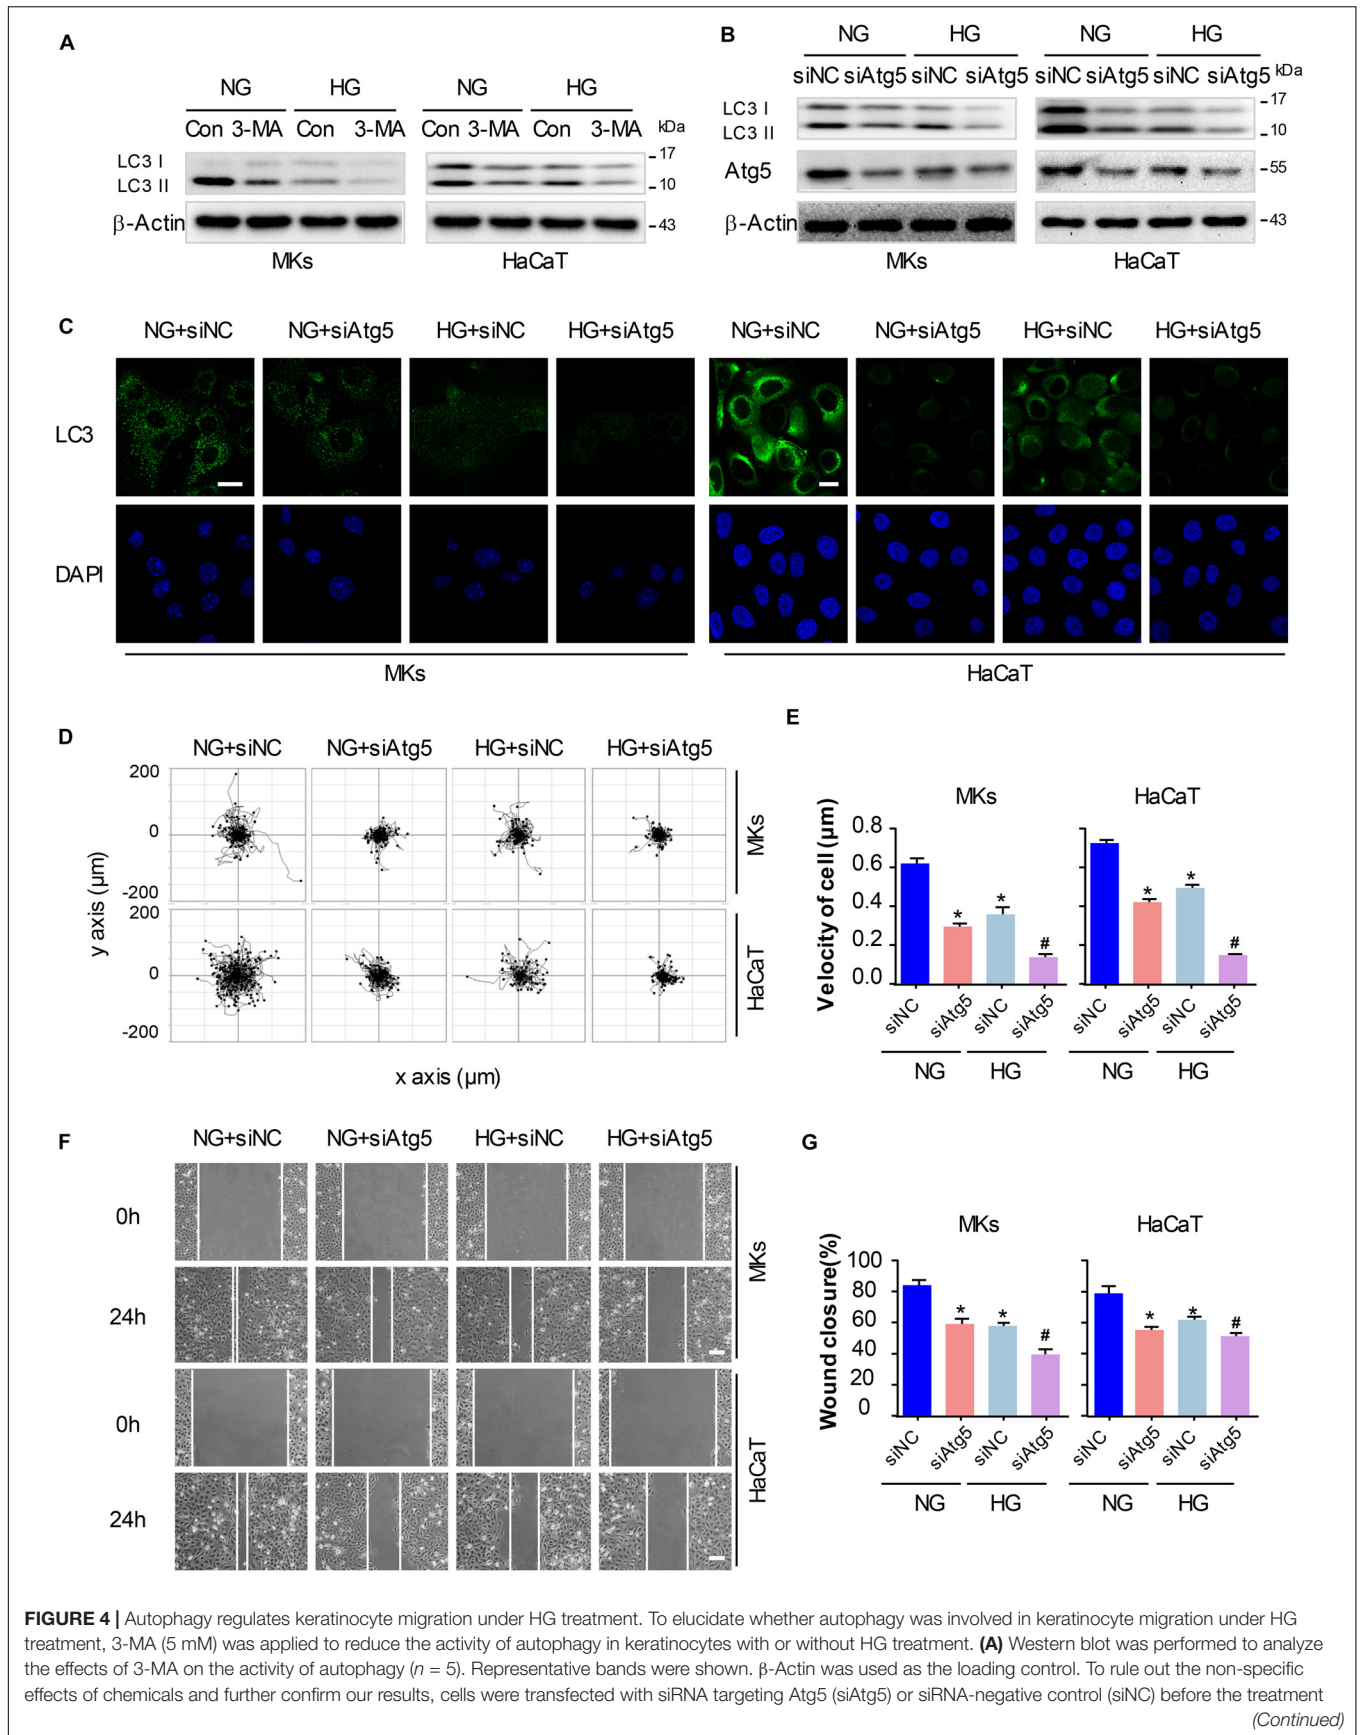 A
NG HG NG HG
Con 3-MA Con 3-MA Con 3-MA Con 3-MA kDa
LC3 I
LC3 II
17
10
β-Actin
43
MKs HaCaT
B
NG HG NG HG
siNC siAtg5 siNC siAtg5 siNC siAtg5 siNC siAtg5 kDa
LC3 I
LC3 II
17
10
Atg5
55
β-Actin
43
MKs HaCaT
C
NG+siNC NG+siAtg5 HG+siNC HG+siAtg5 NG+siNC NG+siAtg5 HG+siNC HG+siAtg5
LC3
DAPI
MKs HaCaT
D
NG+siNC NG+siAtg5 HG+siNC HG+siAtg5
200
0
-200
MKs
200
0
-200
HaCaT
y axis (µm)
x axis (µm)
E
MKs HaCaT
Velocity of cell (µm)
0.8
0.6
0.4
0.2
0.0
* * # * * #
siNC siAtg5 siNC siAtg5 siNC siAtg5 siNC siAtg5
NG HG NG HG
F
NG+siNC NG+siAtg5 HG+siNC HG+siAtg5
0h
24h
MKs
0h
24h
HaCaT
G
MKs HaCaT
Wound closure(%)
100
80
60
40
20
0
* * # * * #
siNC siAtg5 siNC siAtg5 siNC siAtg5 siNC siAtg5
NG HG NG HG
FIGURE 4 | Autophagy regulates keratinocyte migration under HG treatment. To elucidate whether autophagy was involved in keratinocyte migration under HG
treatment, 3-MA (5 mM) was applied to reduce the activity of autophagy in keratinocytes with or without HG treatment. (A) Western blot was performed to analyze
the effects of 3-MA on the activity of autophagy (n = 5). Representative bands were shown. β-Actin was used as the loading control. To rule out the non-specific
effects of chemicals and further confirm our results, cells were transfected with siRNA targeting Atg5 (siAtg5) or siRNA-negative control (siNC) before the treatment
(Continued)